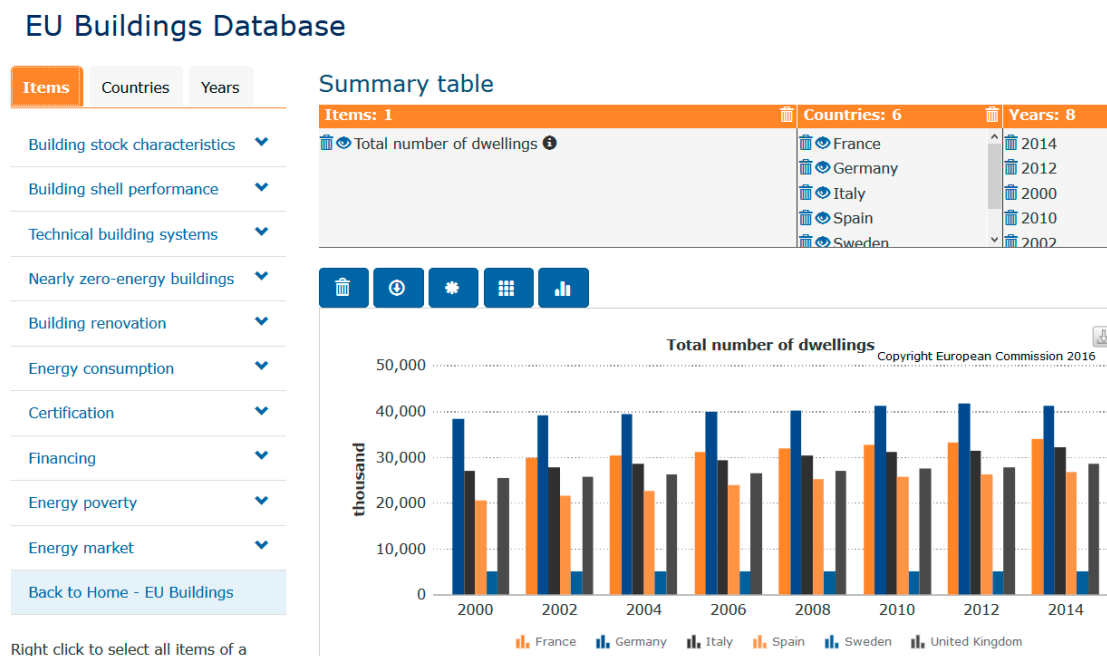 EU Buildings Database
Items
Countries
Years
Building stock characteristics
Building shell performance
Technical building systems
Nearly zero-energy buildings
Building renovation
Energy consumption
Certification
Financing
Energy poverty
Energy market
Back to Home - EU Buildings
Right click to select all items of a
Summary table
Items: 1
Total number of dwellings
Countries: 6
France
Germany
Italy
Spain
Sweden
Years: 8
2014
2012
2000
2010
2002
Total number of dwellings
Copyright European Commission 2016
thousand
50,000
40,000
30,000
20,000
10,000
0
2000 2002 2004 2006 2008 2010 2012 2014
France Germany Italy Spain Sweden United Kingdom